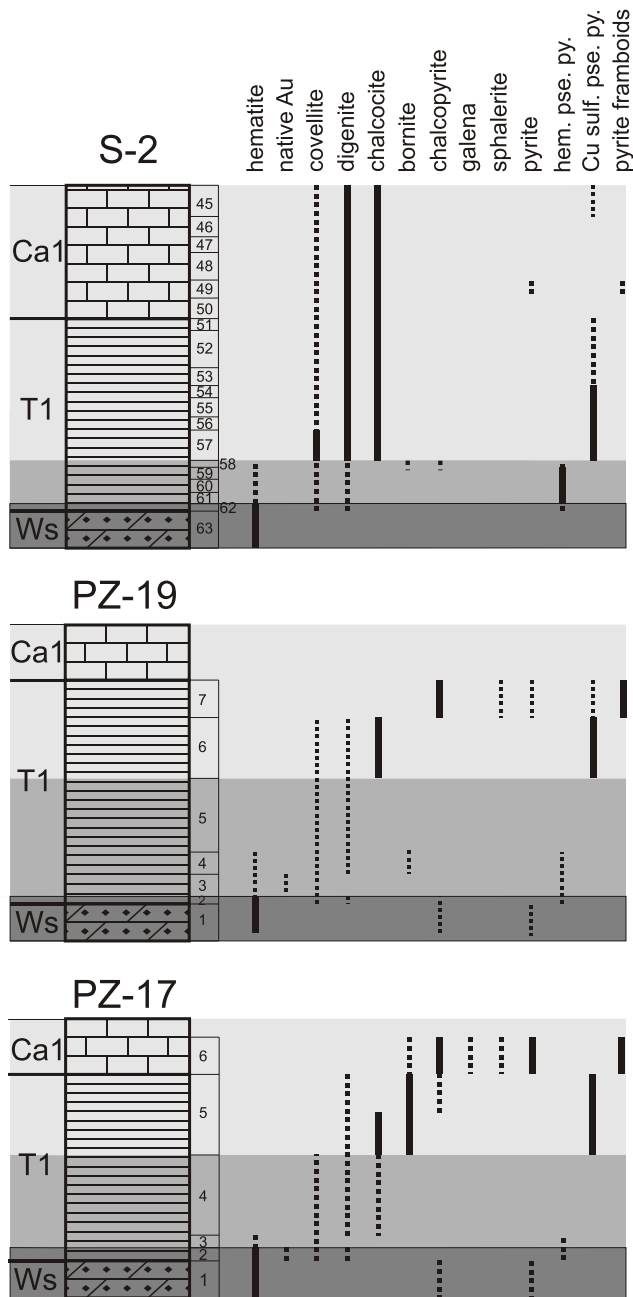 hematite
native Au
covellite
digenite
chalcocite
bornite
chalcopyrite
galena
sphalerite
pyrite
hem. pse. py.
Cu sulf. pse. py.
pyrite framboids
S-2
Ca1
T1
Ws
45
46
47
48
49
50
51
52
53
54
55
56
57
58
59
60
61
62
63
PZ-19
Ca1
T1
Ws
7
6
5
4
3
2
1
PZ-17
Ca1
T1
Ws
6
5
4
3
2
1